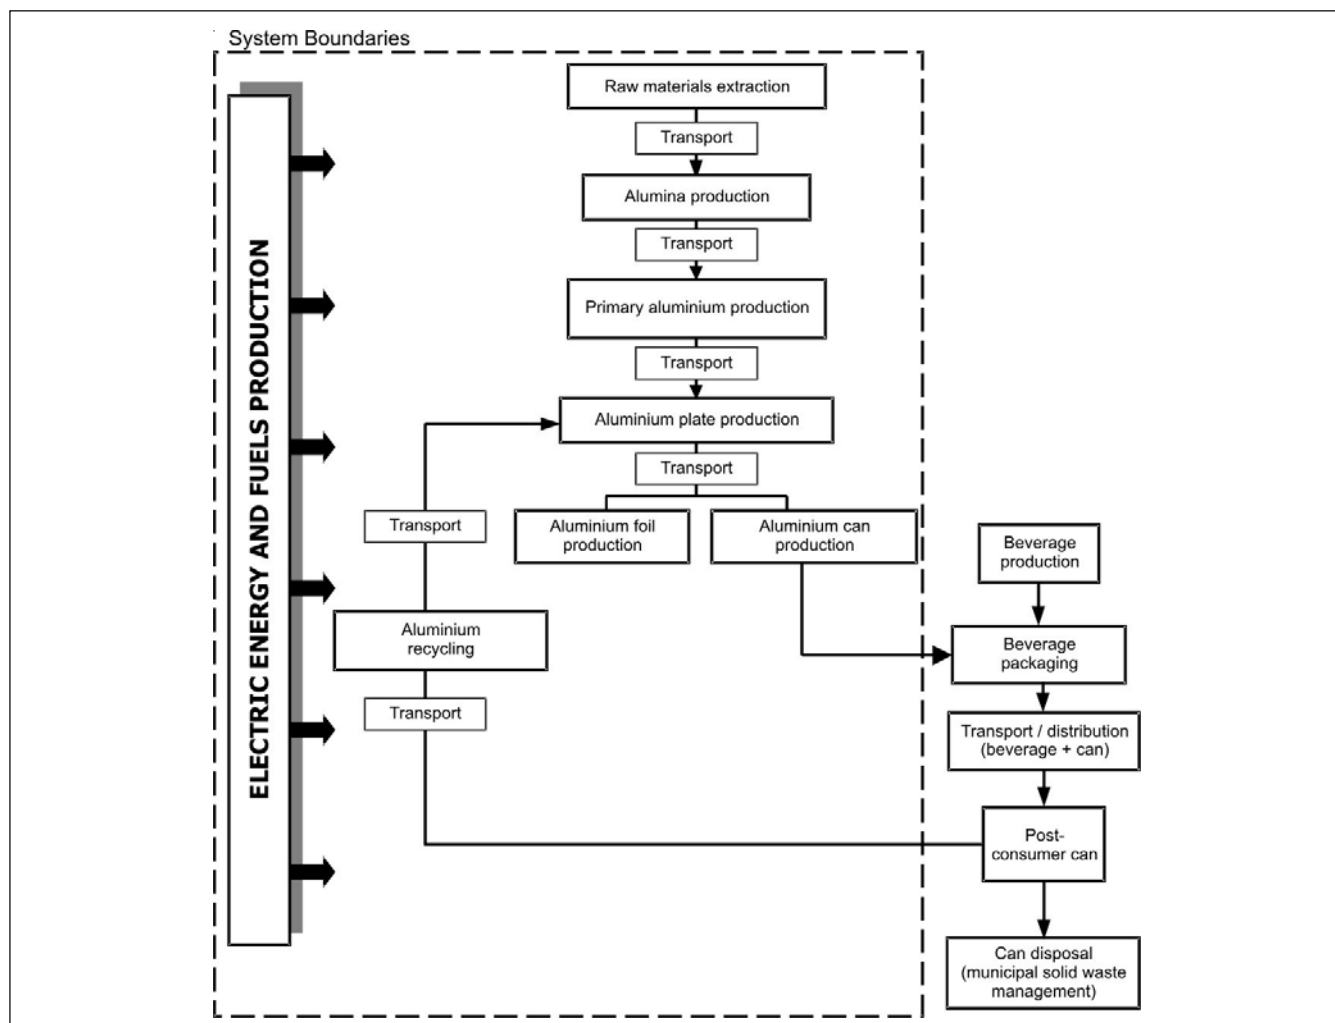 System Boundaries
ELECTRIC ENERGY AND FUELS PRODUCTION
Raw materials extraction
Transport
Alumina production
Transport
Primary aluminium production
Transport
Aluminium plate production
Transport
Aluminium foil
production
Aluminium can
production
Transport
Aluminium
recycling
Transport
Beverage
production
Beverage
packaging
Transport / distribution
(beverage + can)
Post-
consumer can
Can disposal
(municipal solid waste
management)